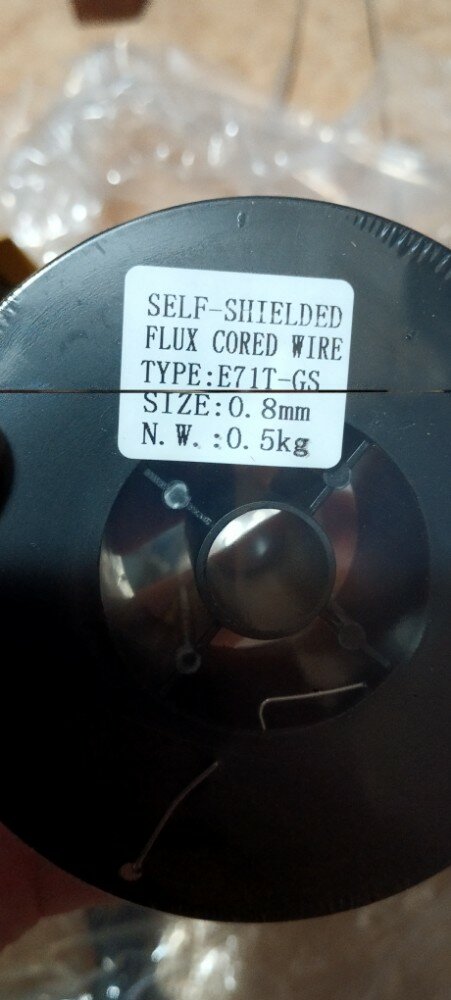 SELF-SHIELDED
FLUX CORED WIRE
TYPE:E71T-GS
SIZE:0.8mm
N.W.:0.5kg